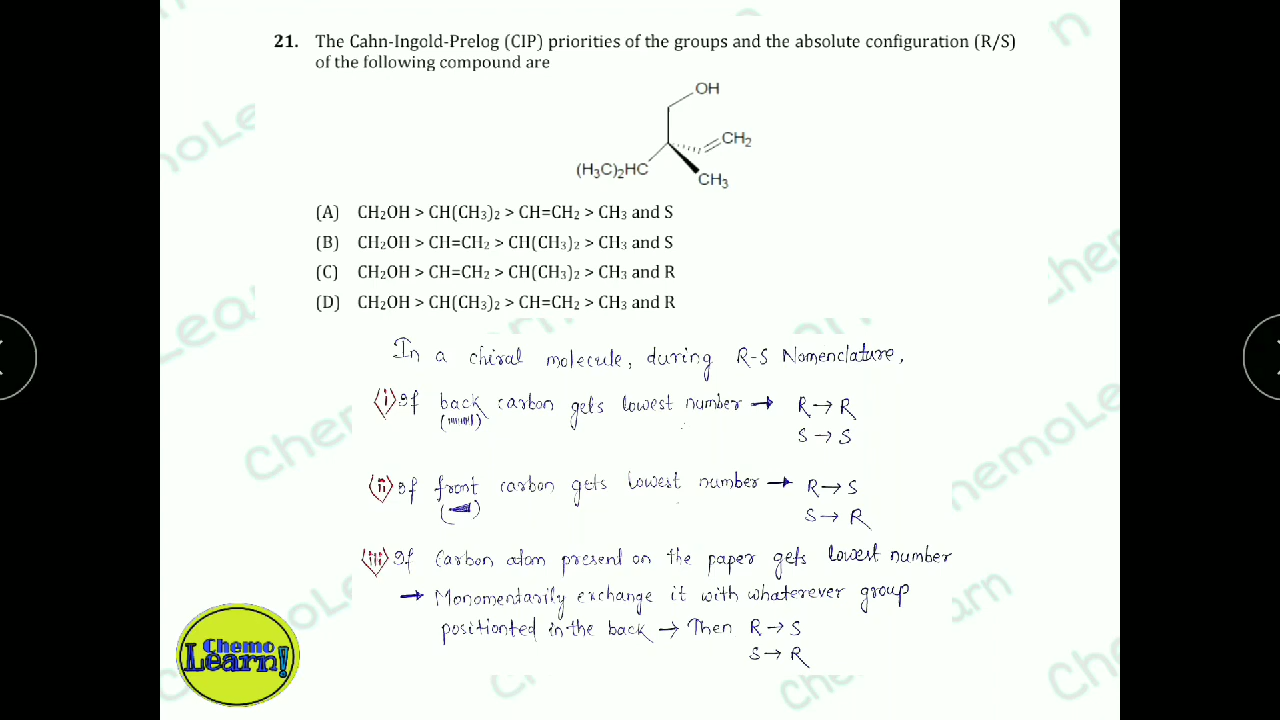 21. The Cahn-Ingold-Prelog (CIP) priorities of the groups and the absolute configuration (R/S)
of the following compound are
OH
CH₂
(H₃C)₂HC
CH₃
(A) CH₂OH > CH(CH₃)₂ > CH=CH₂ > CH₃ and S
(B) CH₂OH > CH=CH₂ > CH(CH₃)₂ > CH₃ and S
(C) CH₂OH > CH=CH₂ > CH(CH₃)₂ > CH₃ and R
(D) CH₂OH > CH(CH₃)₂ > CH=CH₂ > CH₃ and R
In a chiral molecule, during R-S Nomenclature,
(i) If back carbon gets lowest number → R → R
S → S
(ii) If front carbon gets lowest number → R → S
S → R
(iii) If Carbon atom present on the paper gets lowest number
→ Monomentarily exchange it with whaterever group
positionted in the back → Then R → S
S → R
Chemo
Learn!